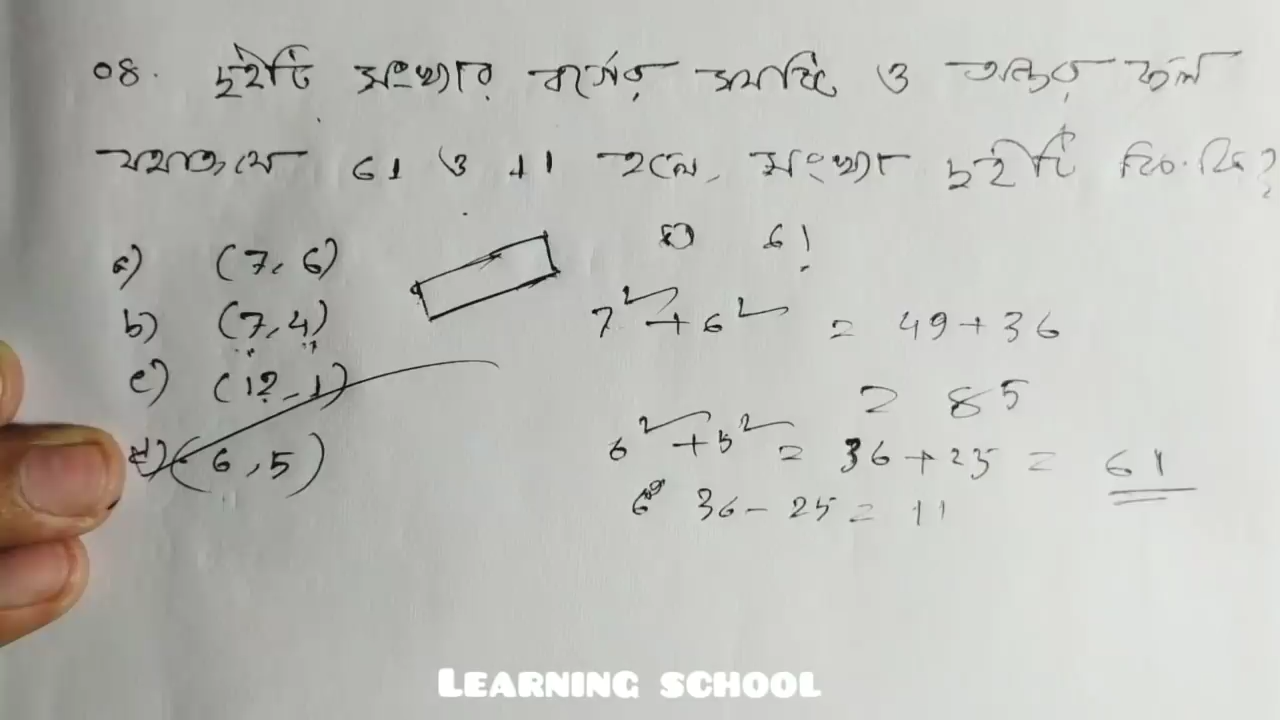 ০৪. দুইটি সংখ্যার বর্গের সমষ্টি ও অন্তর ফল
যথাক্রমে 61 ও 11 হলে, সংখ্যা দুইটি কি কি?
a) (7, 6)
b) (7, 4)
c) (12, 1)
d) (6, 5)
61
7² + 6² = 49 + 36
= 85
6² + 5² = 36 + 25 = 61
36 - 25 = 11
LEARNING SCHOOL